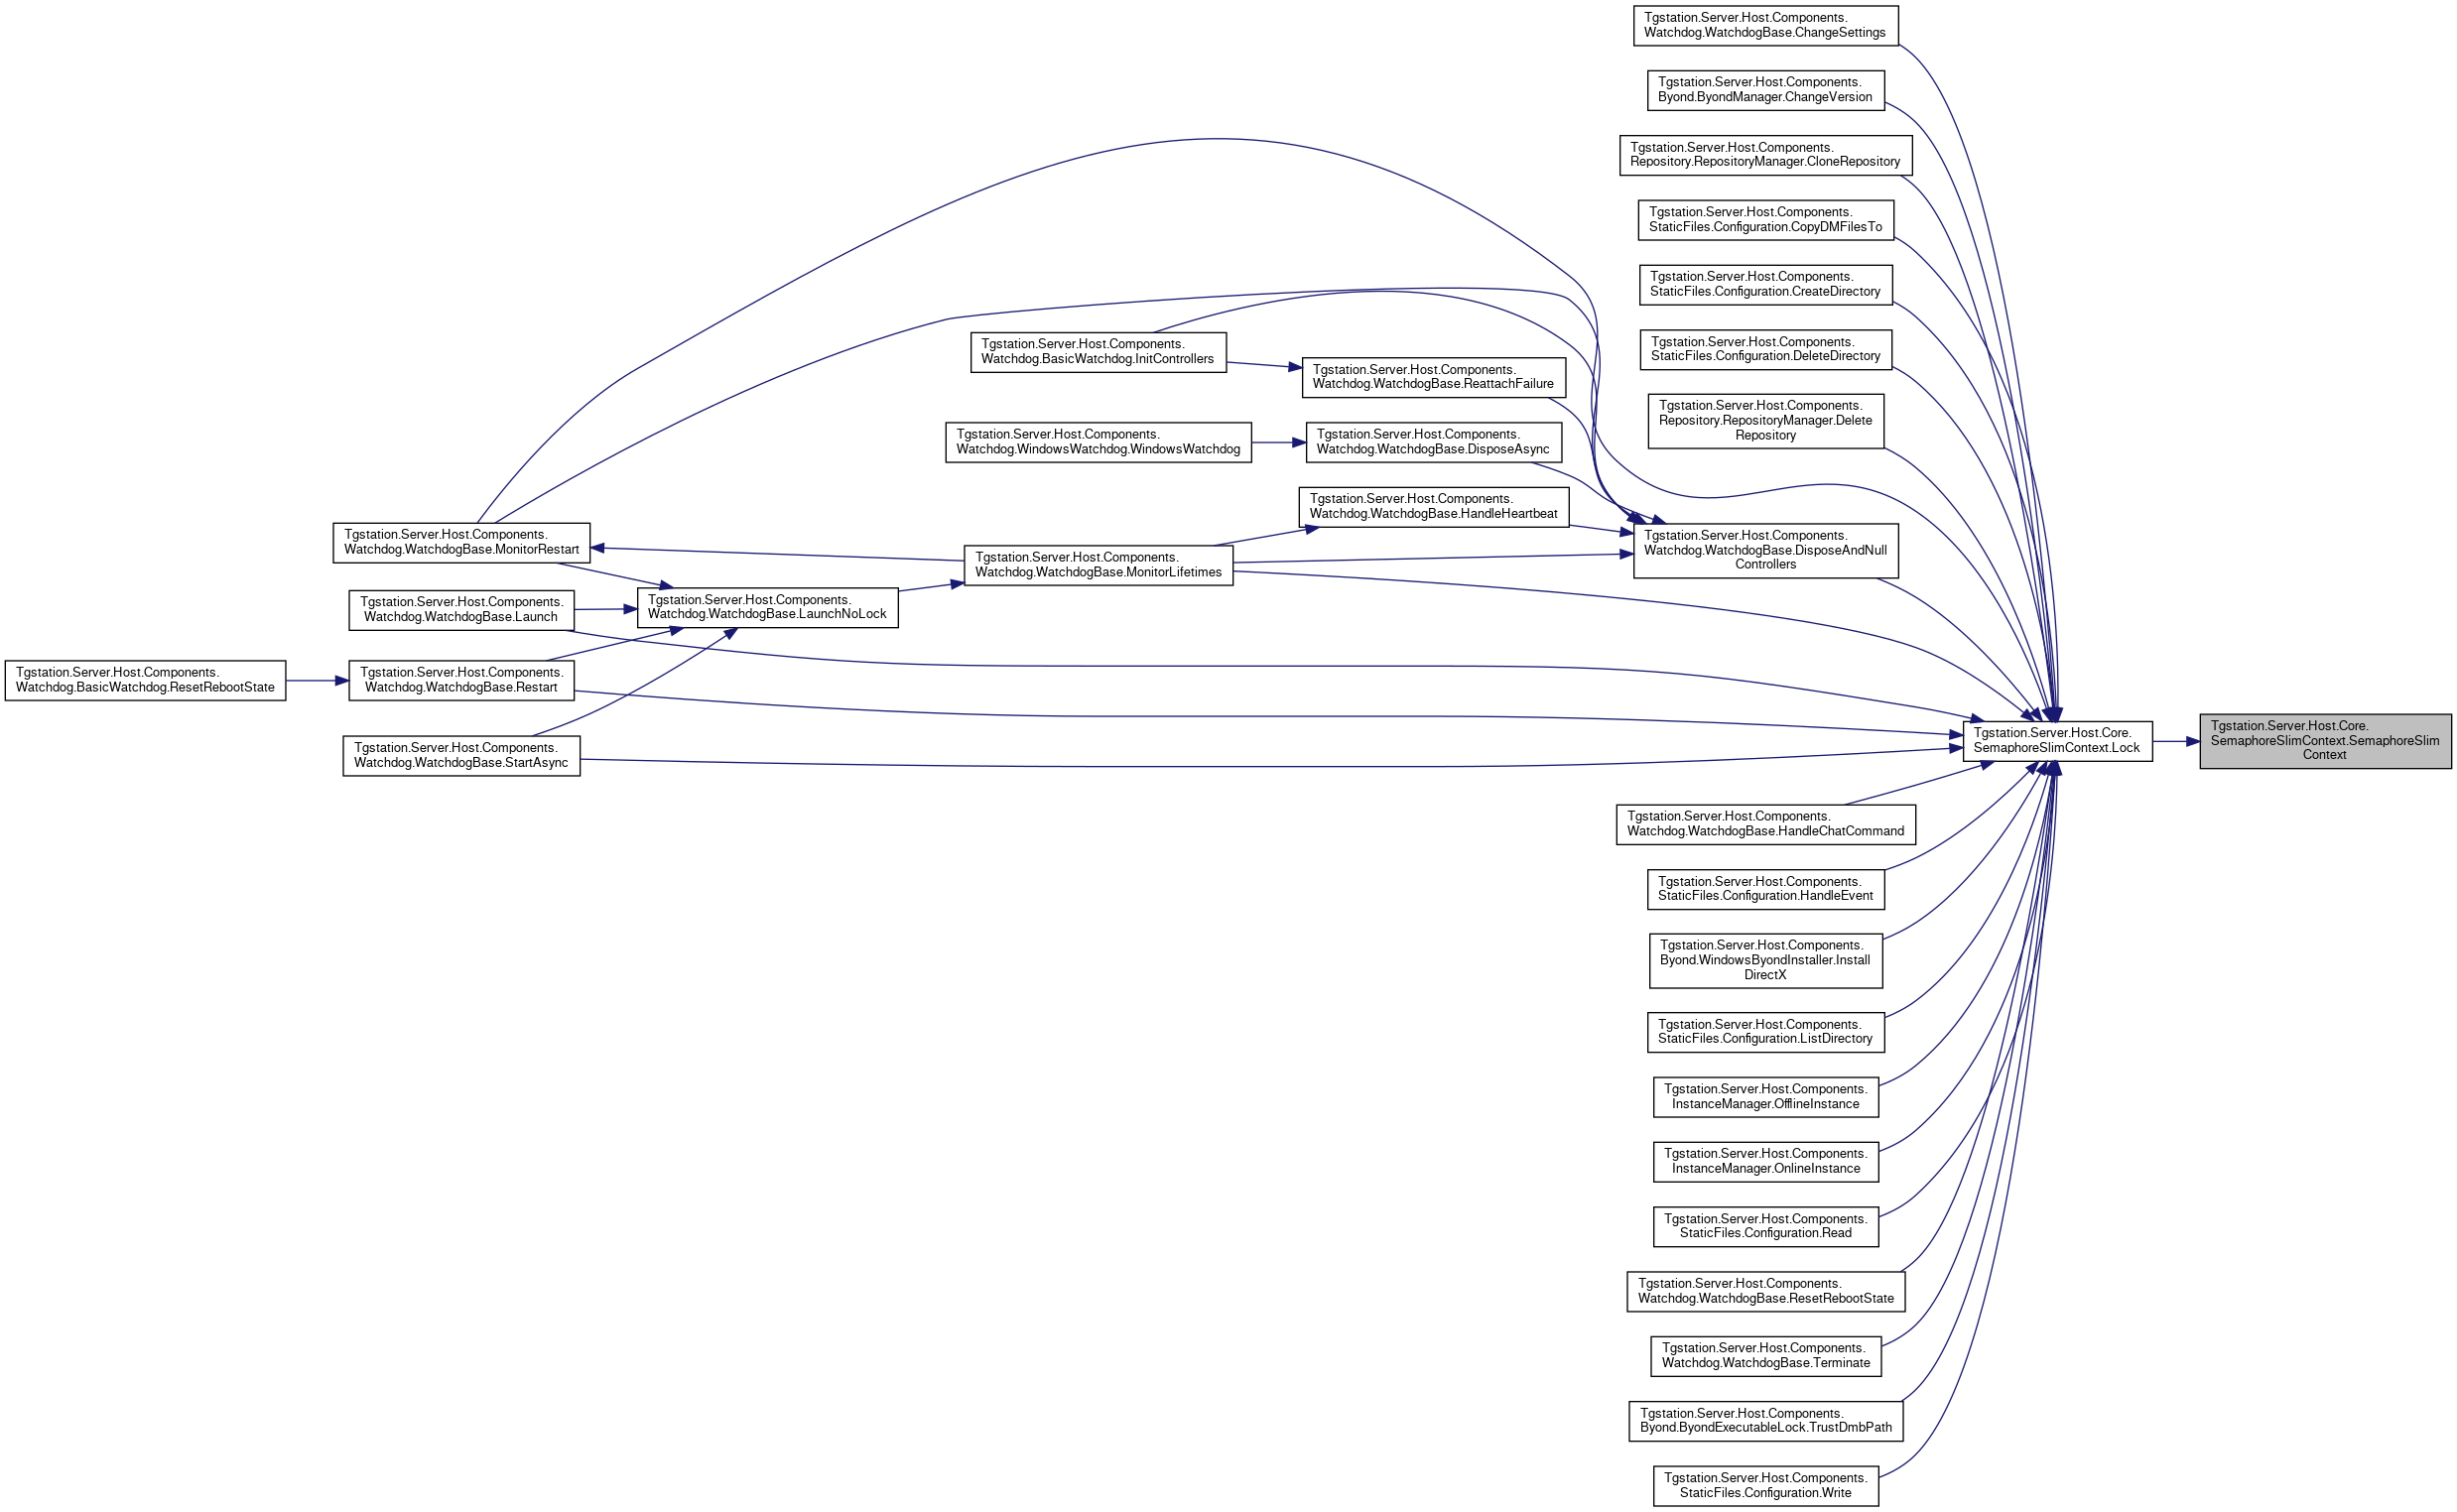 Tgstation.Server.Host.Components.
Watchdog.WatchdogBase.ChangeSettings
Tgstation.Server.Host.Components.
Byond.ByondManager.ChangeVersion
Tgstation.Server.Host.Components.
Repository.RepositoryManager.CloneRepository
Tgstation.Server.Host.Components.
StaticFiles.Configuration.CopyDMFilesTo
Tgstation.Server.Host.Components.
StaticFiles.Configuration.CreateDirectory
Tgstation.Server.Host.Components.
StaticFiles.Configuration.DeleteDirectory
Tgstation.Server.Host.Components.
Watchdog.BasicWatchdog.InitControllers
Tgstation.Server.Host.Components.
Watchdog.WatchdogBase.ReattachFailure
Tgstation.Server.Host.Components.
Repository.RepositoryManager.Delete
Repository
Tgstation.Server.Host.Components.
Watchdog.WindowsWatchdog.WindowsWatchdog
Tgstation.Server.Host.Components.
Watchdog.WatchdogBase.DisposeAsync
Tgstation.Server.Host.Components.
Watchdog.WatchdogBase.HandleHeartbeat
Tgstation.Server.Host.Components.
Watchdog.WatchdogBase.MonitorRestart
Tgstation.Server.Host.Components.
Watchdog.WatchdogBase.MonitorLifetimes
Tgstation.Server.Host.Components.
Watchdog.WatchdogBase.DisposeAndNull
Controllers
Tgstation.Server.Host.Components.
Watchdog.WatchdogBase.Launch
Tgstation.Server.Host.Components.
Watchdog.WatchdogBase.LaunchNoLock
Tgstation.Server.Host.Components.
Watchdog.BasicWatchdog.ResetRebootState
Tgstation.Server.Host.Components.
Watchdog.WatchdogBase.Restart
Tgstation.Server.Host.Components.
Watchdog.WatchdogBase.StartAsync
Tgstation.Server.Host.Core.
SemaphoreSlimContext.Lock
Tgstation.Server.Host.Core.
SemaphoreSlimContext.SemaphoreSlim
Context
Tgstation.Server.Host.Components.
Watchdog.WatchdogBase.HandleChatCommand
Tgstation.Server.Host.Components.
StaticFiles.Configuration.HandleEvent
Tgstation.Server.Host.Components.
Byond.WindowsByondInstaller.Install
DirectX
Tgstation.Server.Host.Components.
StaticFiles.Configuration.ListDirectory
Tgstation.Server.Host.Components.
InstanceManager.OfflineInstance
Tgstation.Server.Host.Components.
InstanceManager.OnlineInstance
Tgstation.Server.Host.Components.
StaticFiles.Configuration.Read
Tgstation.Server.Host.Components.
Watchdog.WatchdogBase.ResetRebootState
Tgstation.Server.Host.Components.
Watchdog.WatchdogBase.Terminate
Tgstation.Server.Host.Components.
Byond.ByondExecutableLock.TrustDmbPath
Tgstation.Server.Host.Components.
StaticFiles.Configuration.Write